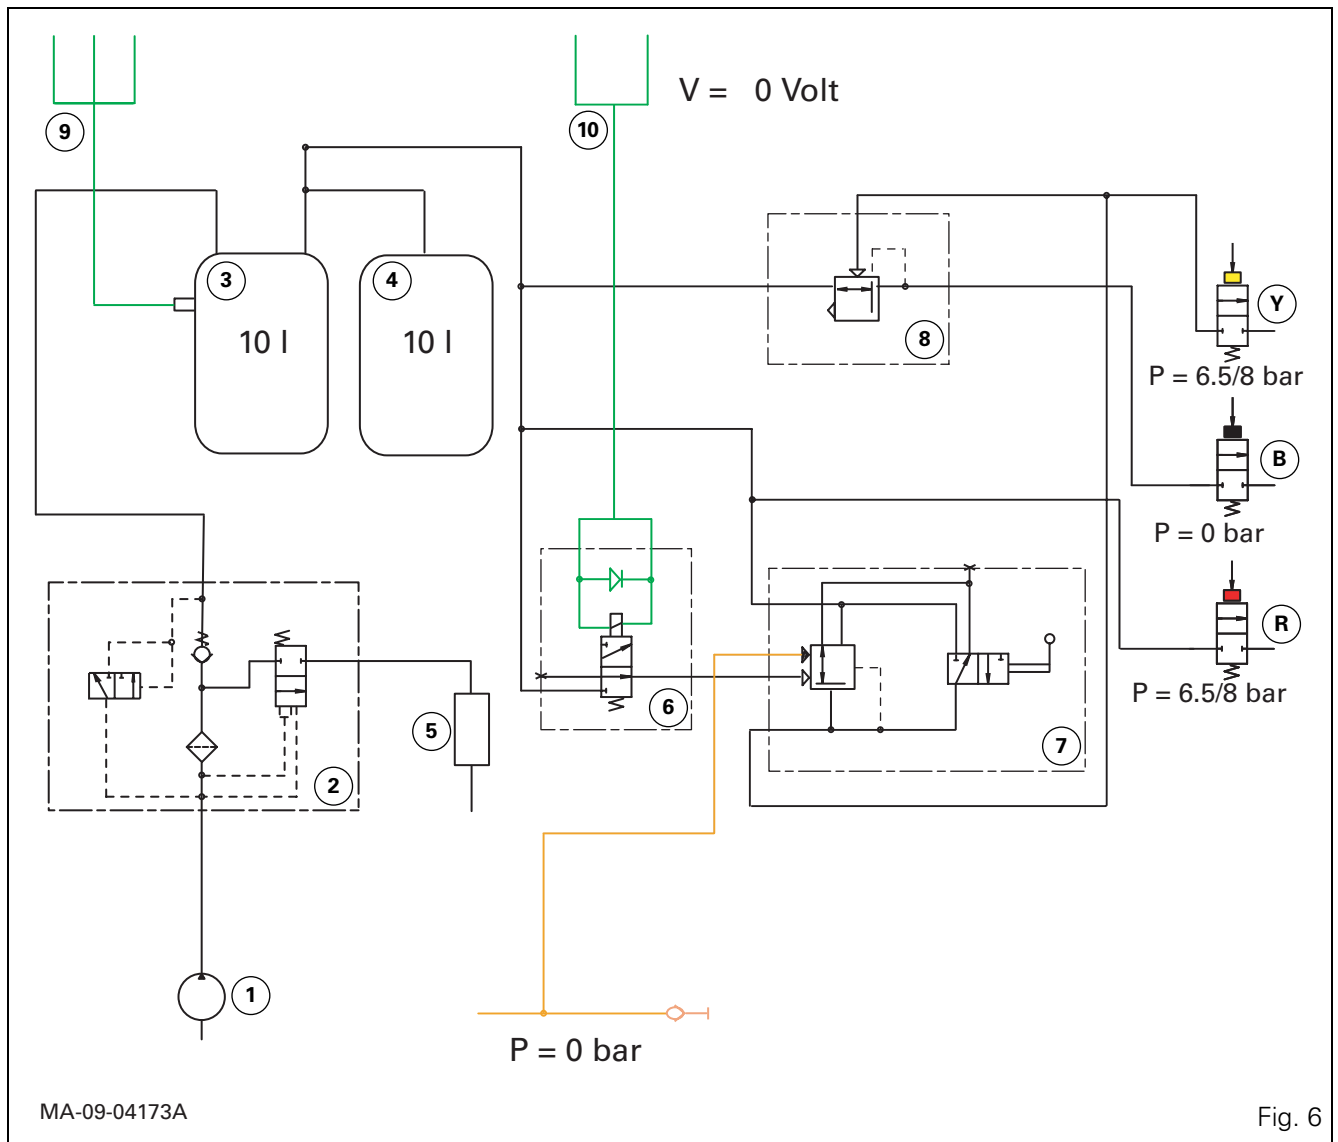 V = 0 Volt
9
10
3
4
10 l
10 l
8
Y
P = 6.5/8 bar
B
P = 0 bar
R
P = 6.5/8 bar
6
7
5
2
1
P = 0 bar
MA-09-04173A
Fig. 6